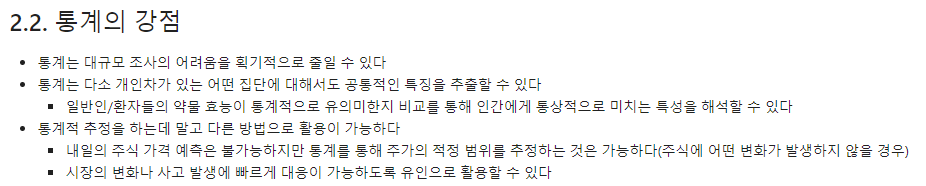 2.2. 통계의 강점
통계는 대규모 조사의 어려움을 획기적으로 줄일 수 있다
통계는 다소 개인차가 있는 어떤 집단에 대해서도 공통적인 특징을 추출할 수 있다
일반인/환자들의 약물 효능이 통계적으로 유의미한지 비교를 통해 인간에게 통상적으로 미치는 특성을 해석할 수 있다
통계적 추정을 하는데 말고 다른 방법으로 활용이 가능하다
내일의 주식 가격 예측은 불가능하지만 통계를 통해 주가의 적정 범위를 추정하는 것은 가능하다(주식에 어떤 변화가 발생하지 않을 경우)
시장의 변화나 사고 발생에 빠르게 대응이 가능하도록 유인으로 활용할 수 있다